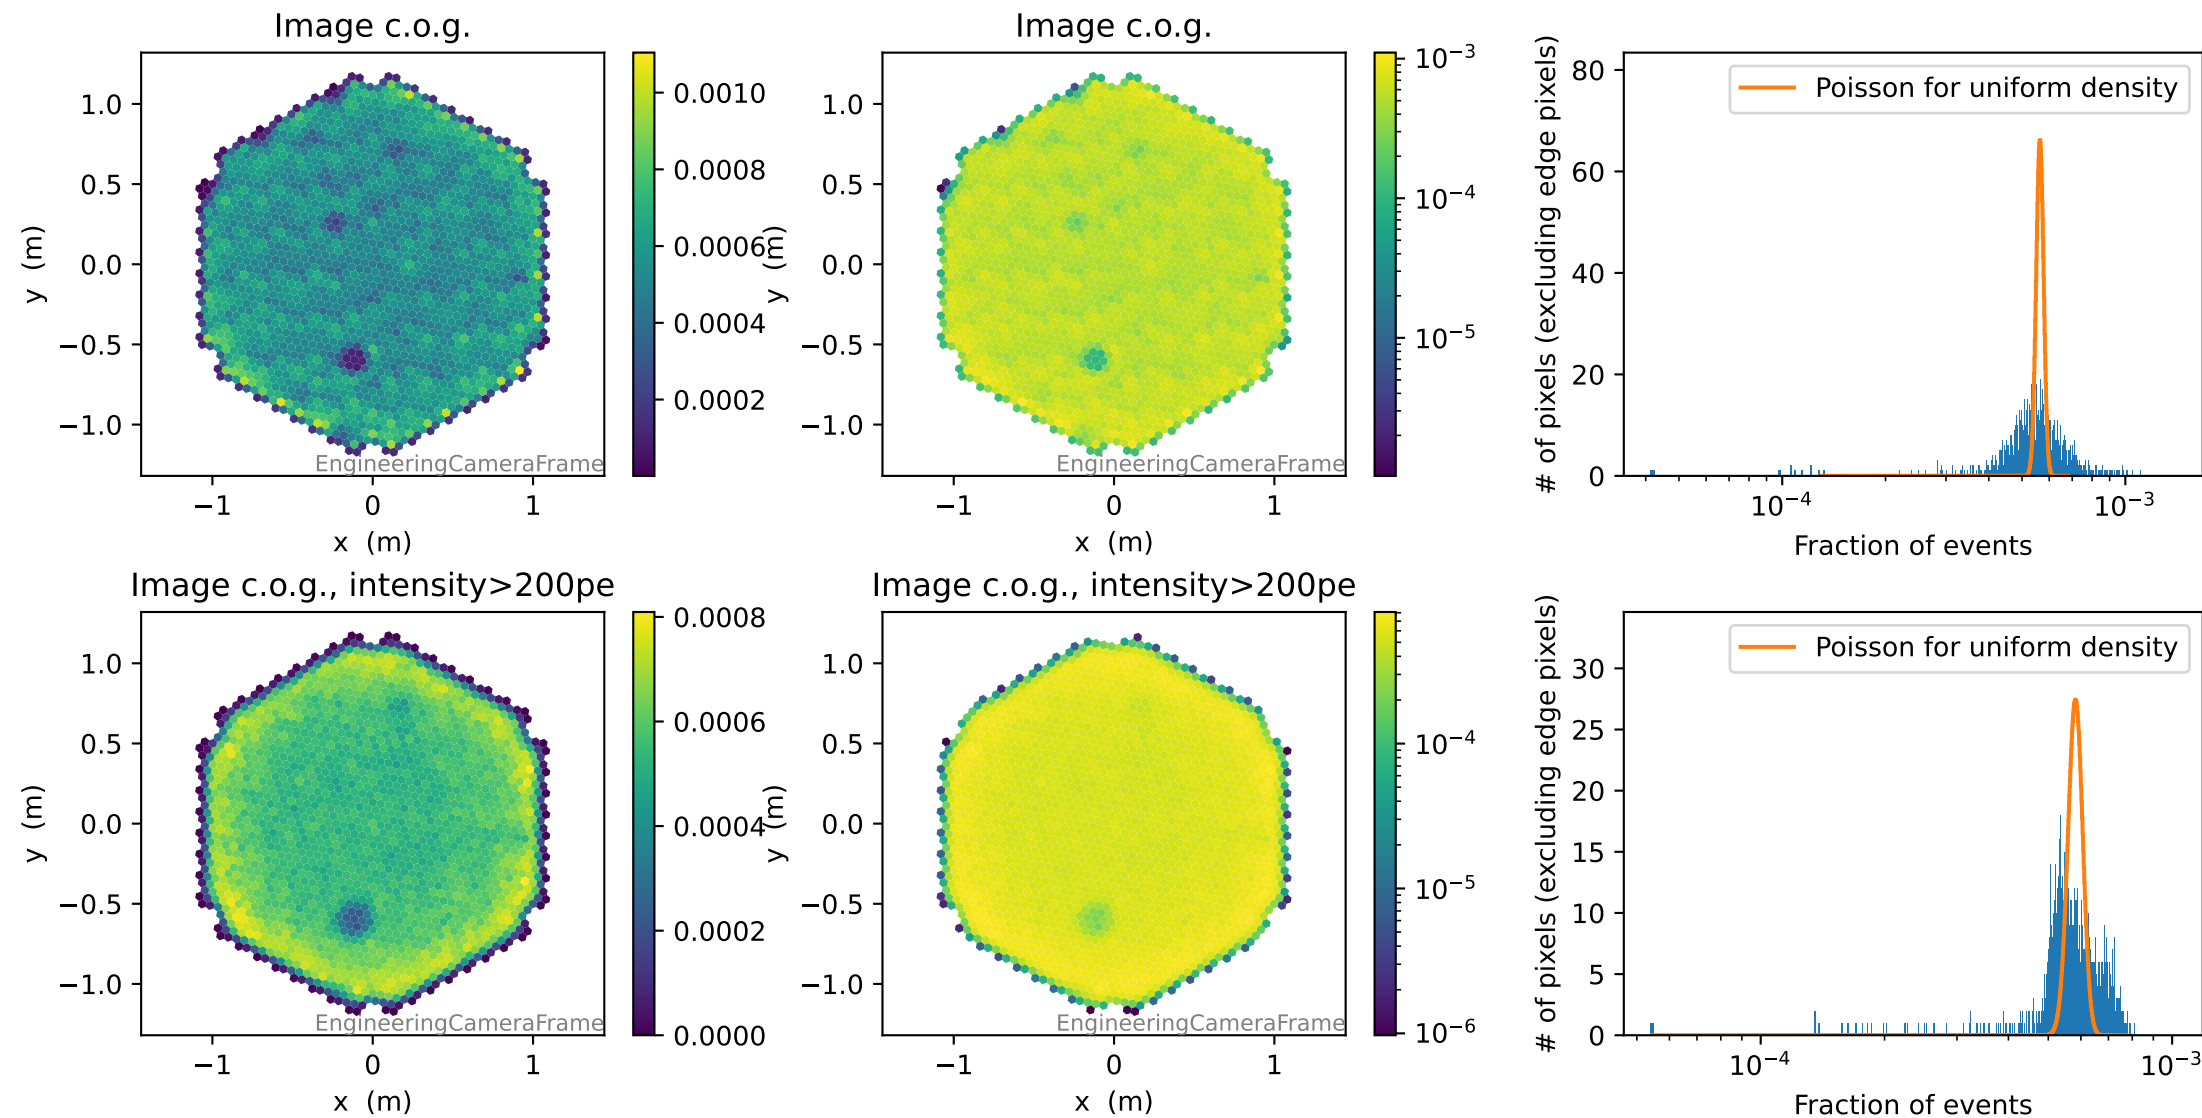 Image c.o.g.
y (m)
1.0
0.5
0.0
−0.5
−1.0
−1 0 1
x (m)
EngineeringCameraFrame
0.0010
0.0008
0.0006
0.0004
0.0002
Image c.o.g.
y (m)
1.0
0.5
0.0
−0.5
−1.0
−1 0 1
x (m)
EngineeringCameraFrame
10⁻³
10⁻⁴
10⁻⁵
# of pixels (excluding edge pixels)
80
60
40
20
0
Poisson for uniform density
10⁻⁴ 10⁻³
Fraction of events
Image c.o.g., intensity>200pe
y (m)
1.0
0.5
0.0
−0.5
−1.0
−1 0 1
x (m)
EngineeringCameraFrame
0.0008
0.0006
0.0004
0.0002
0.0000
Image c.o.g., intensity>200pe
y (m)
1.0
0.5
0.0
−0.5
−1.0
−1 0 1
x (m)
EngineeringCameraFrame
10⁻⁴
10⁻⁵
10⁻⁶
# of pixels (excluding edge pixels)
30
25
20
15
10
5
0
Poisson for uniform density
10⁻⁴ 10⁻³
Fraction of events